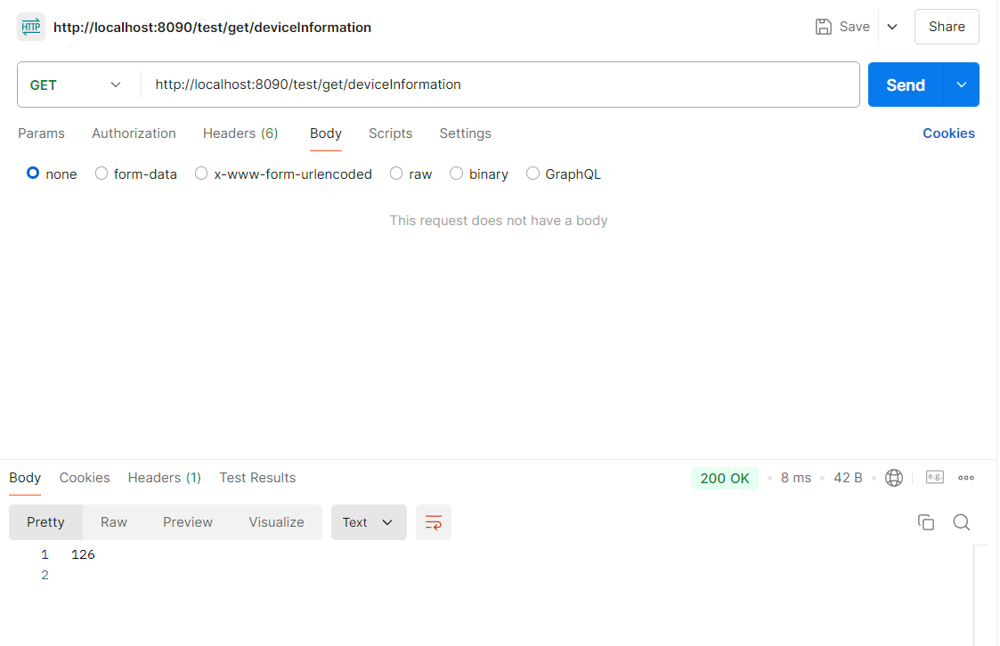 HTTP http://localhost:8090/test/get/deviceInformation Save Share
GET http://localhost:8090/test/get/deviceInformation Send
Params Authorization Headers (6) Body Scripts Settings Cookies
none form-data x-www-form-urlencoded raw binary GraphQL
This request does not have a body
Body Cookies Headers (1) Test Results 200 OK 8 ms 42 B e.g.
Pretty Raw Preview Visualize Text
1 126
2